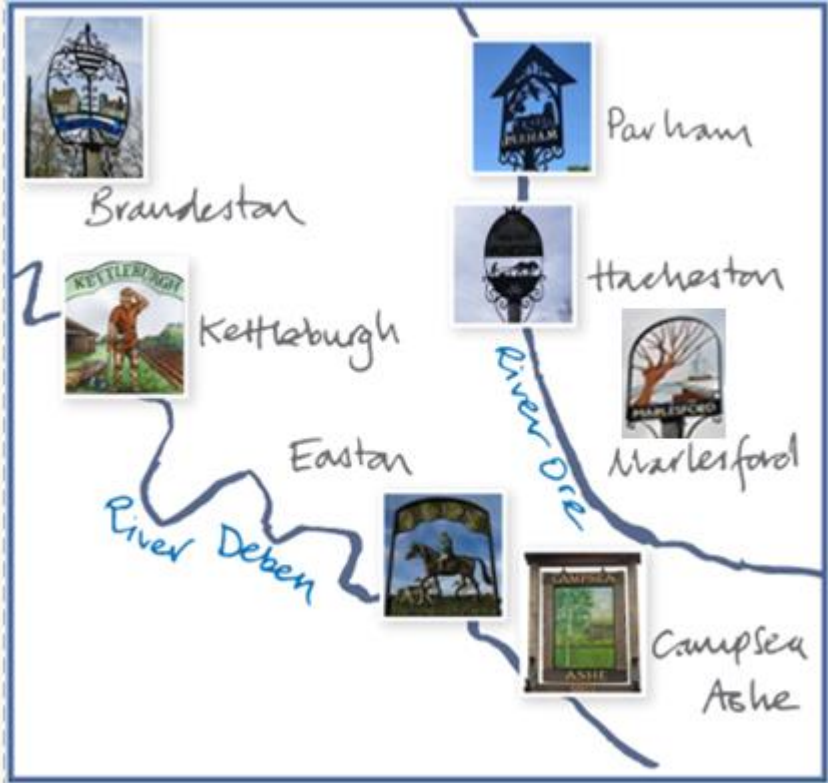 PARHAM
Parham
Brandeston
Hacheston
KETTLEBURGH
Kettleburgh
River Ore
MARLESFORD
Marlesford
Easton
River Deben
CAMPSEA
ASHE
Campsea
Ashe